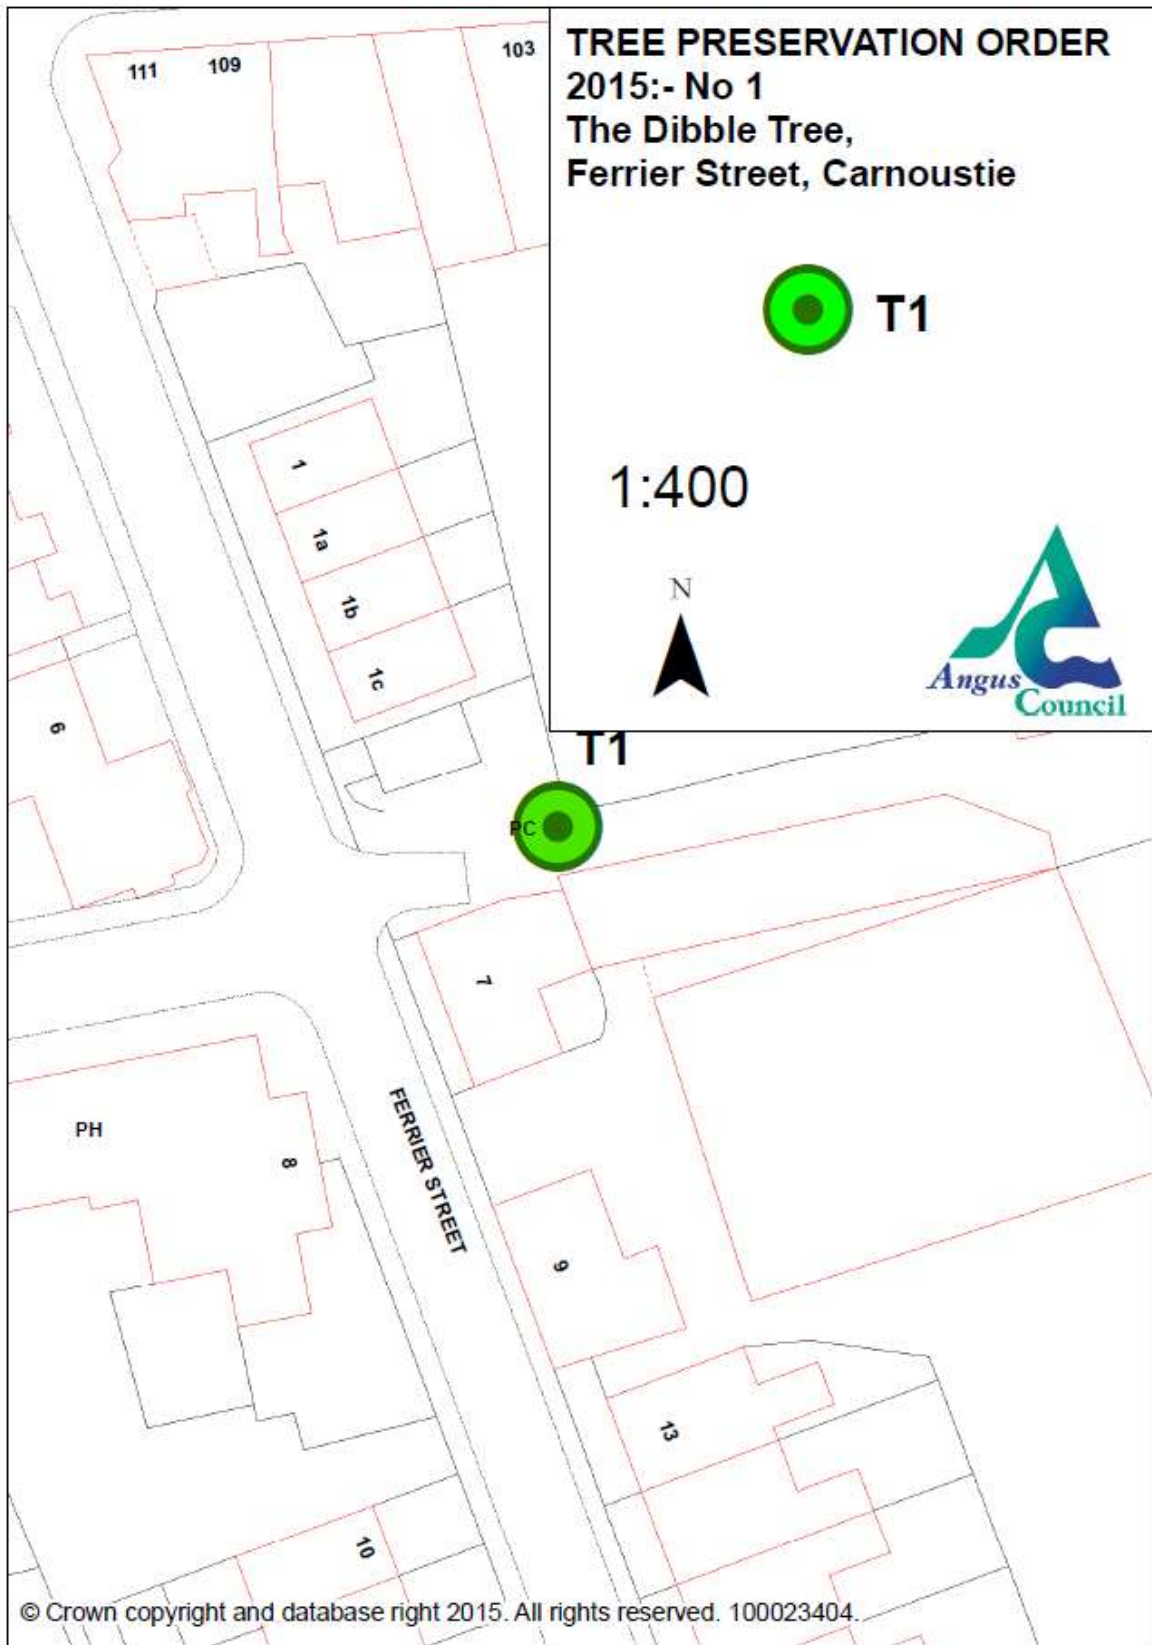 TREE PRESERVATION ORDER
2015:- No 1
The Dibble Tree,
Ferrier Street, Carnoustie
T1
1:400
N
Angus
Council
111
109
103
1
1a
1b
1c
6
T1
PC
7
PH
8
FERRIER STREET
9
13
10
© Crown copyright and database right 2015. All rights reserved. 100023404.